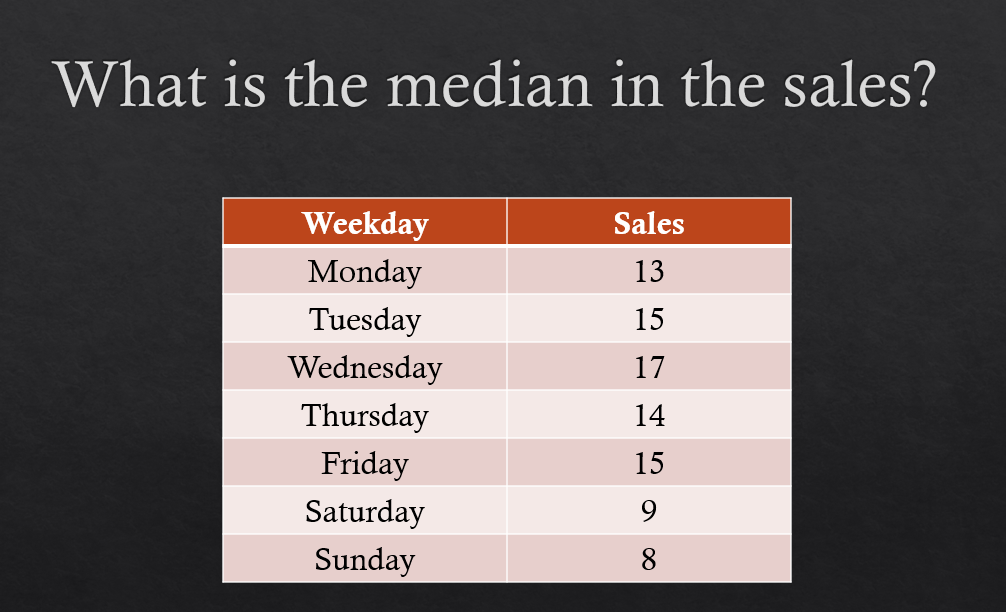 What is the median in the sales?
Weekday Sales
Monday 13
Tuesday 15
Wednesday 17
Thursday 14
Friday 15
Saturday 9
Sunday 8